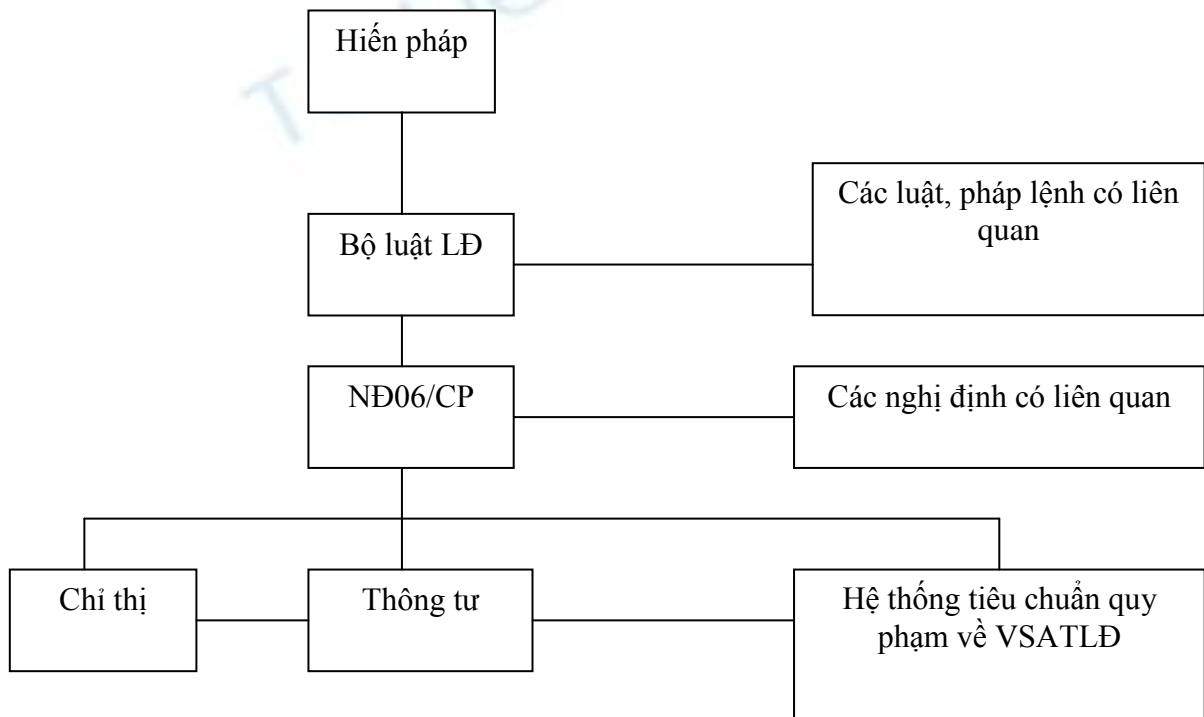 Hiến pháp
Các luật, pháp lệnh có liên
quan
Bộ luật LĐ
NĐ06/CP
Các nghị định có liên quan
Chỉ thị
Thông tư
Hệ thống tiêu chuẩn quy
phạm về VSATLĐ